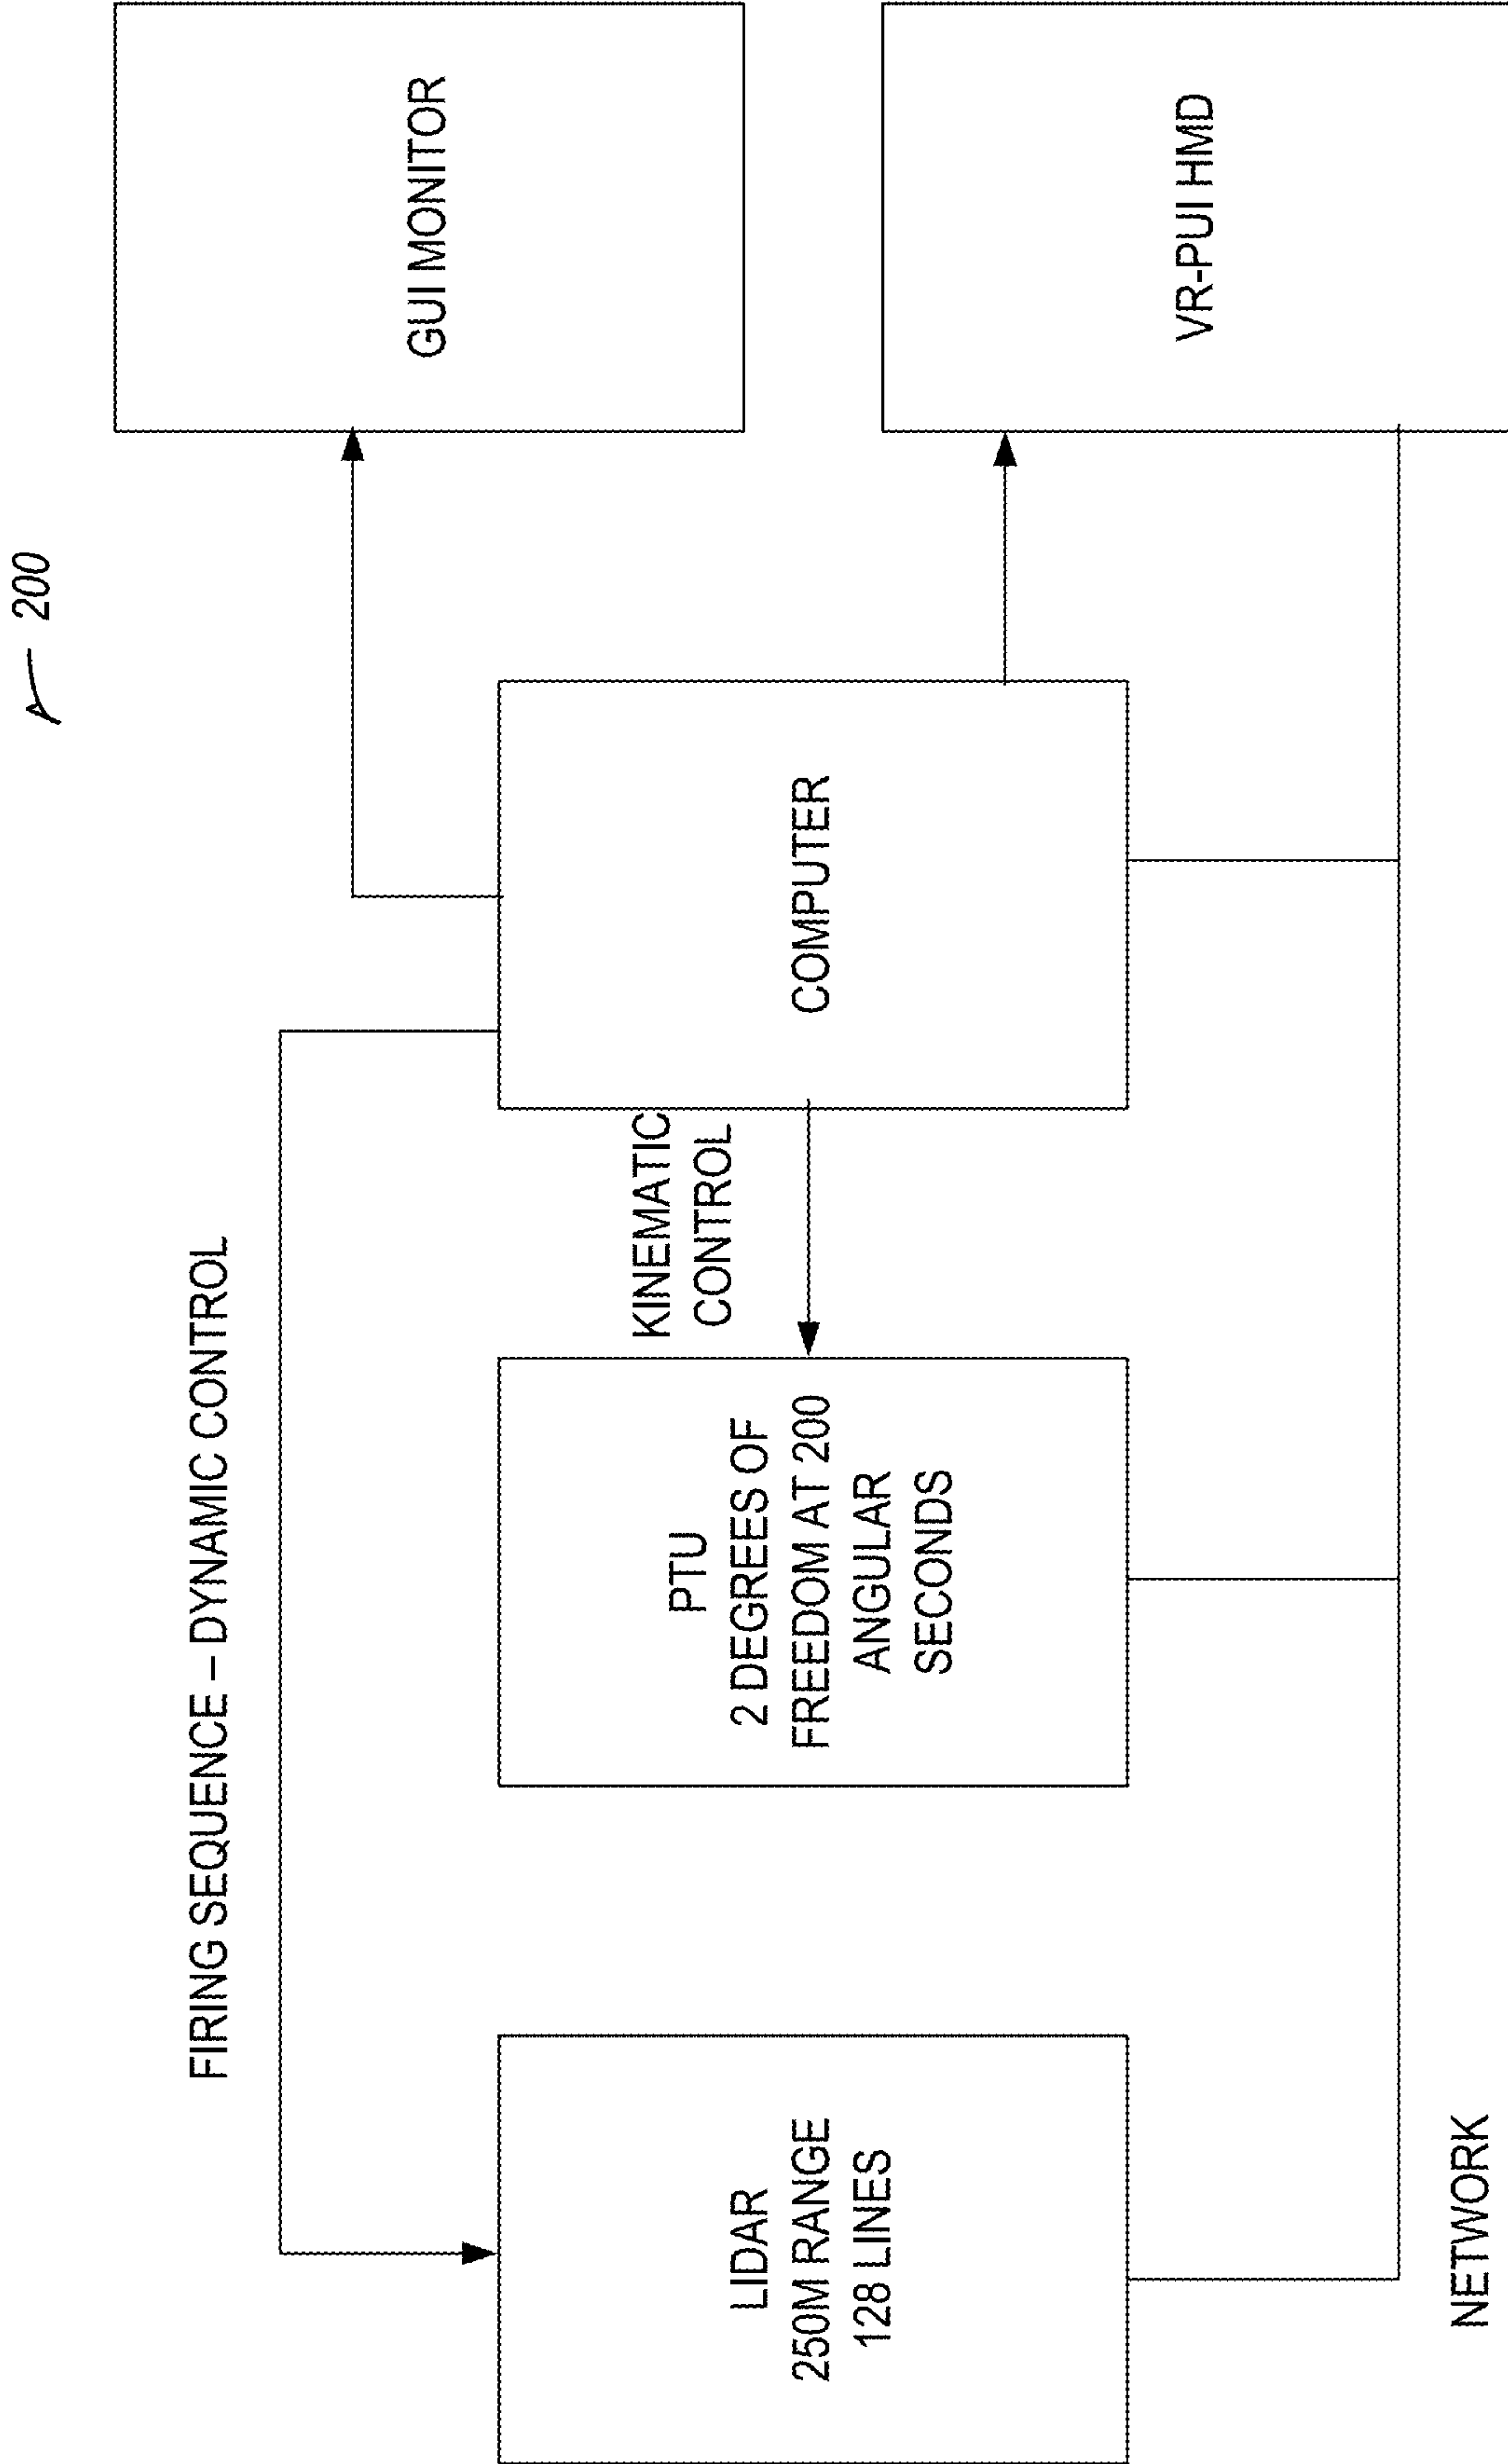 200
FIRING SEQUENCE – DYNAMIC CONTROL
LIDAR
250M RANGE
128 LINES
PTU
2 DEGREES OF
FREEDOM AT 200
ANGULAR
SECONDS
KINEMATIC
CONTROL
COMPUTER
GUI MONITOR
VR-PUI HMD
NETWORK